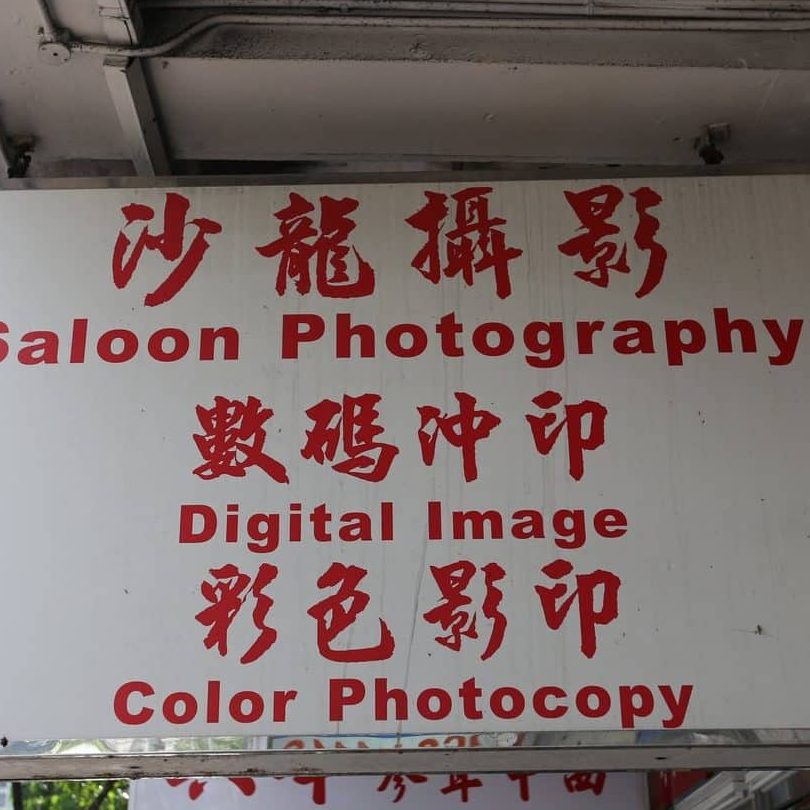 沙龍攝影
Saloon Photography
數碼沖印
Digital Image
彩色影印
Color Photocopy